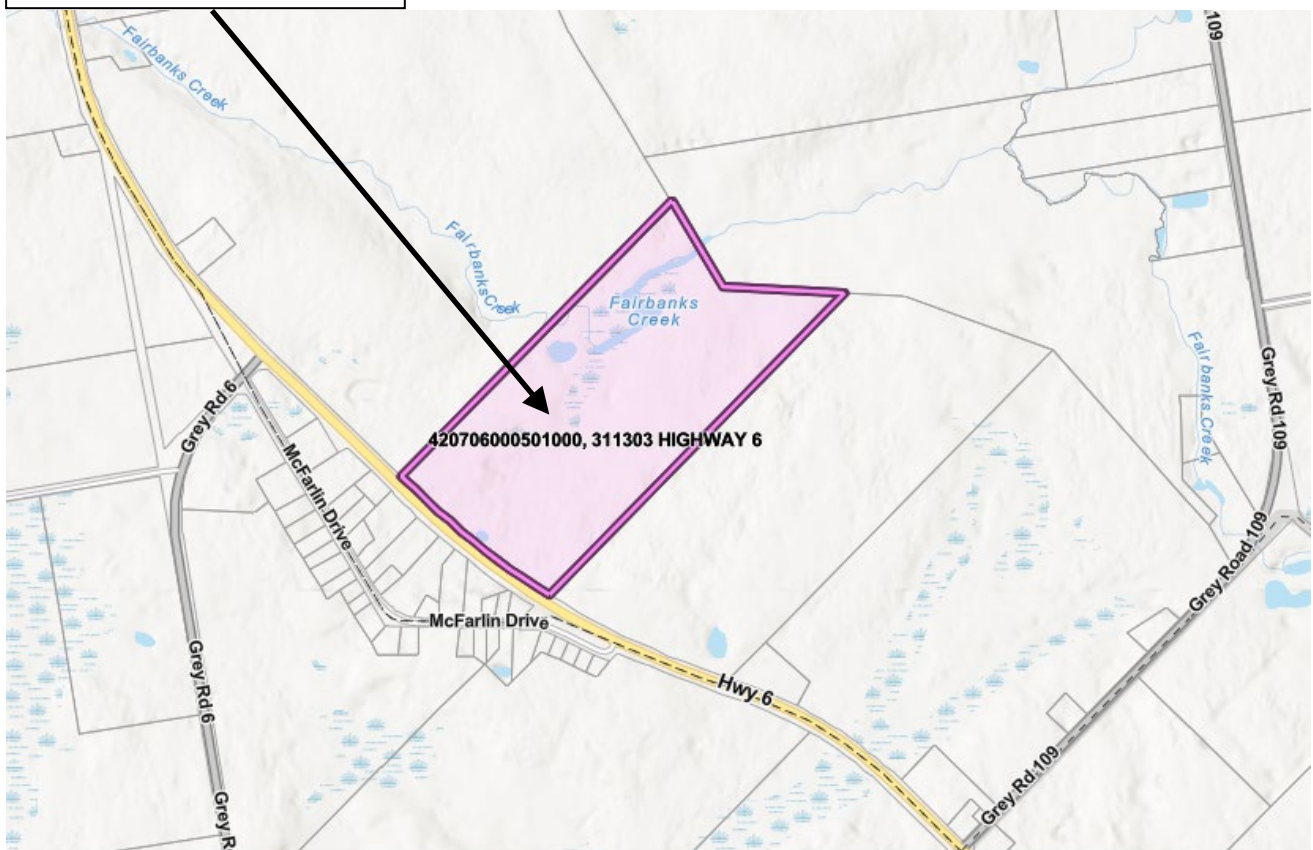 109
Fairbanks Creek
Fairbanks Creek
Fairbanks
Creek
Fairbanks Creek
Grey Rd 6
Grey Rd 109
420706000501000, 311303 HIGHWAY 6
McFarlin Drive
Grey Road 109
McFarlin Drive
Grey Rd 6
Hwy 6
Grey Rd 109
Grey R